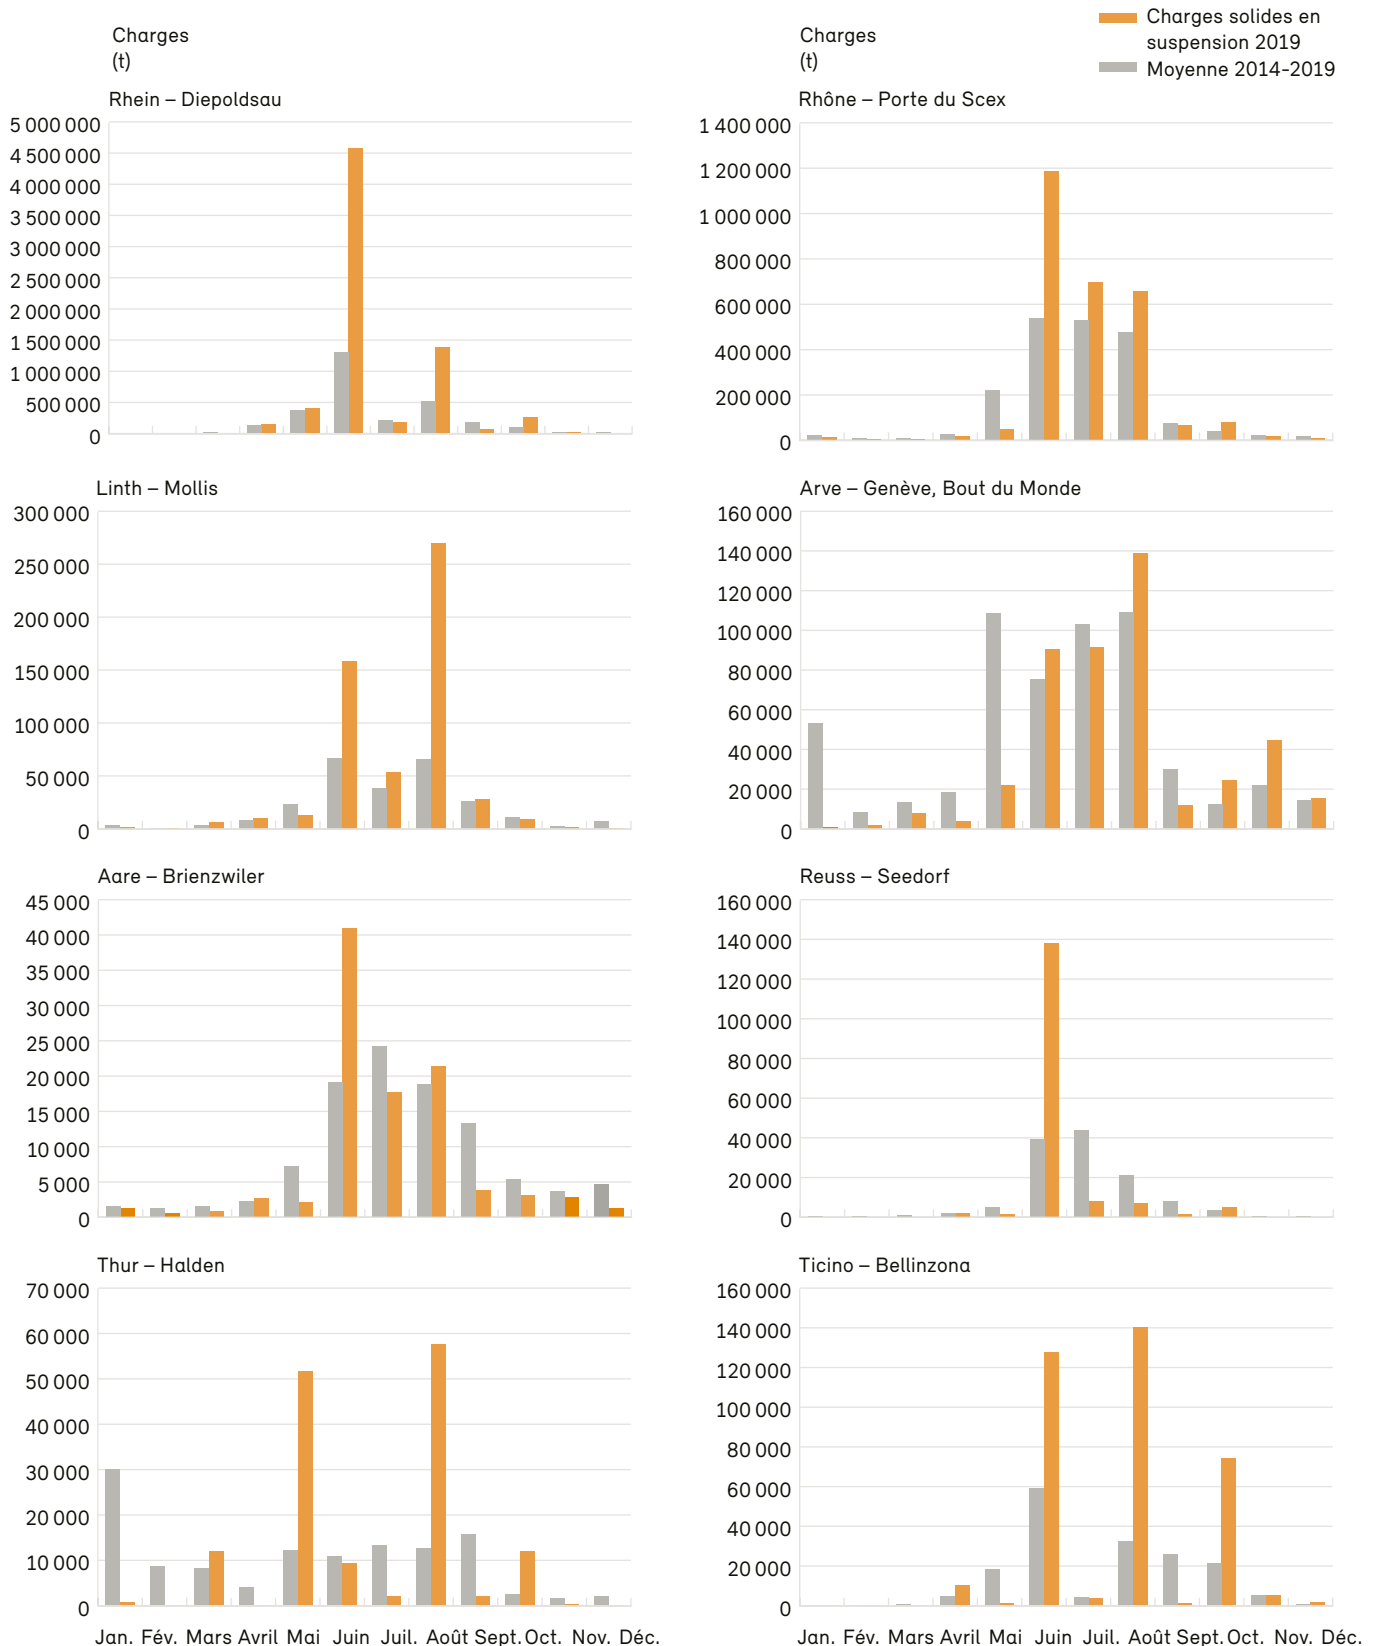 Charges
(t)
Charges
(t)
Charges solides en
suspension 2019
Moyenne 2014-2019
Rhein – Diepoldsau
5 000 000
4 500 000
4 000 000
3 500 000
3 000 000
2 500 000
2 000 000
1 500 000
1 000 000
500 000
0
Rhône – Porte du Scex
1 400 000
1 200 000
1 000 000
800 000
600 000
400 000
200 000
0
Linth – Mollis
300 000
250 000
200 000
150 000
100 000
50 000
0
Arve – Genève, Bout du Monde
160 000
140 000
120 000
100 000
80 000
60 000
40 000
20 000
0
Aare – Brienzwiler
45 000
40 000
35 000
30 000
25 000
20 000
15 000
10 000
5 000
0
Reuss – Seedorf
160 000
140 000
120 000
100 000
80 000
60 000
40 000
20 000
0
Thur – Halden
70 000
60 000
50 000
40 000
30 000
20 000
10 000
0
Jan. Fév. Mars Avril Mai Juin Juil. Août Sept. Oct. Nov. Déc.
Ticino – Bellinzona
160 000
140 000
120 000
100 000
80 000
60 000
40 000
20 000
0
Jan. Fév. Mars Avril Mai Juin Juil. Août Sept. Oct. Nov. Déc.